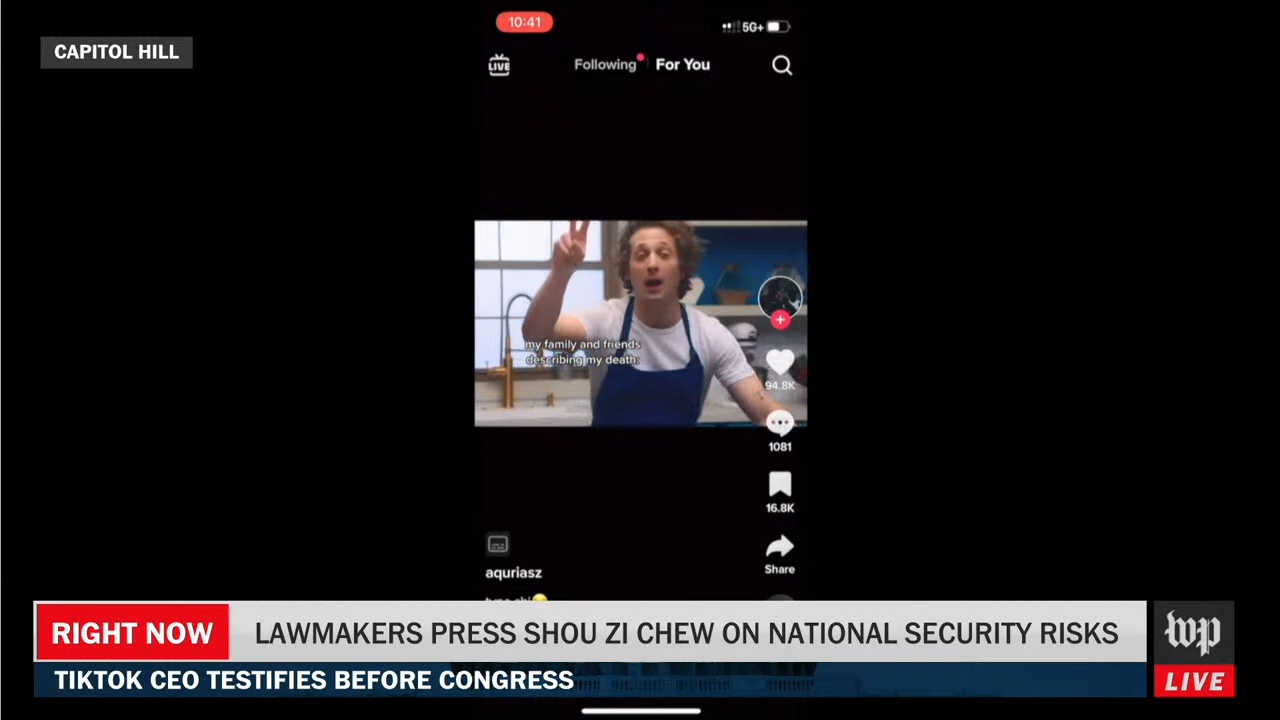 10:41
5G+
CAPITOL HILL
LIVE
Following
For You
my family and friends
describing my death:
94.8K
1081
16.8K
Share
aquriasz
RIGHT NOW
LAWMAKERS PRESS SHOU ZI CHEW ON NATIONAL SECURITY RISKS
wp
TIKTOK CEO TESTIFIES BEFORE CONGRESS
LIVE